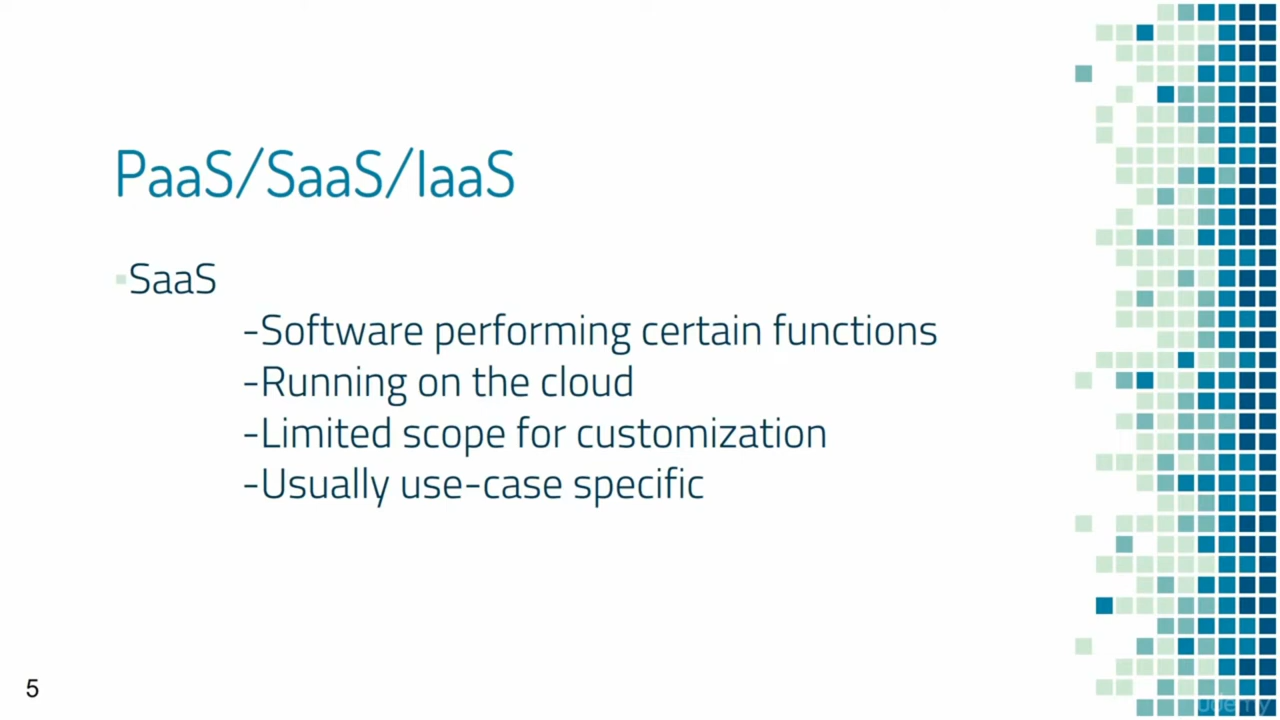 PaaS/SaaS/IaaS
▪SaaS
-Software performing certain functions
-Running on the cloud
-Limited scope for customization
-Usually use-case specific
5
udemy